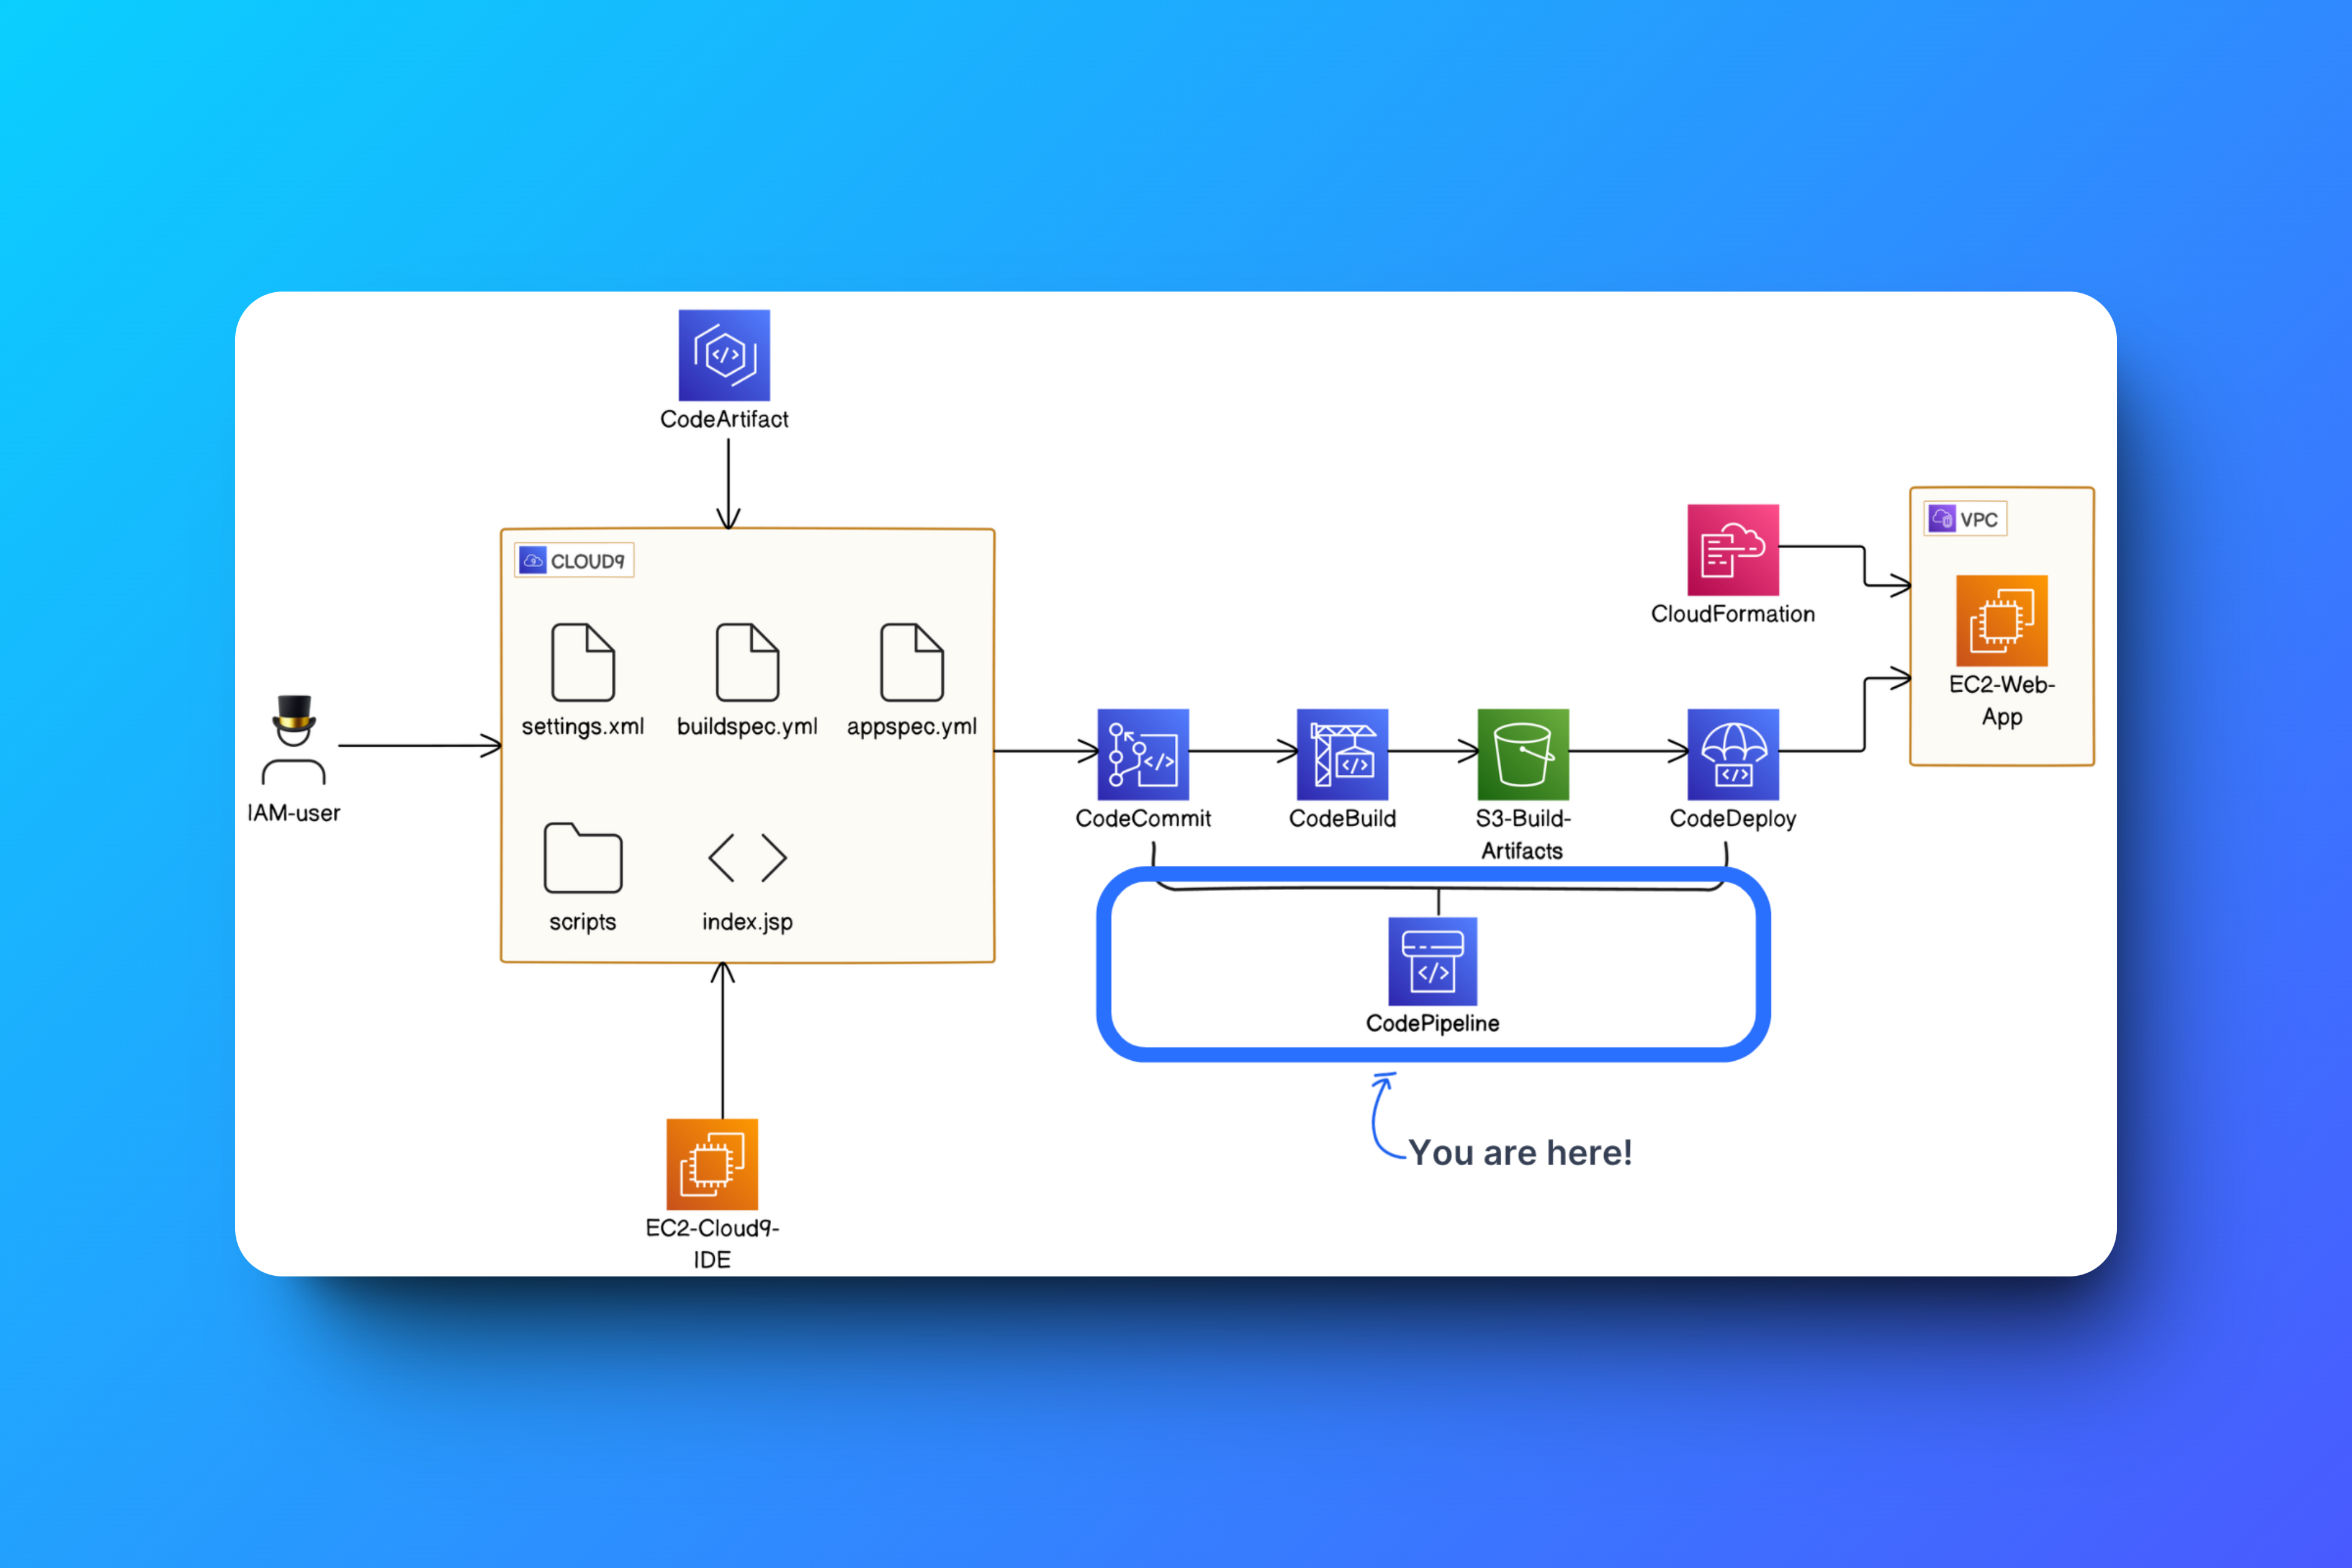 CodeArtifact
CLOUD9
settings.xml
buildspec.yml
appspec.yml
scripts
index.jsp
IAM-user
EC2-Cloud9-
IDE
CodeCommit
CodeBuild
S3-Build-
Artifacts
CodeDeploy
CloudFormation
VPC
EC2-Web-
App
CodePipeline
You are here!